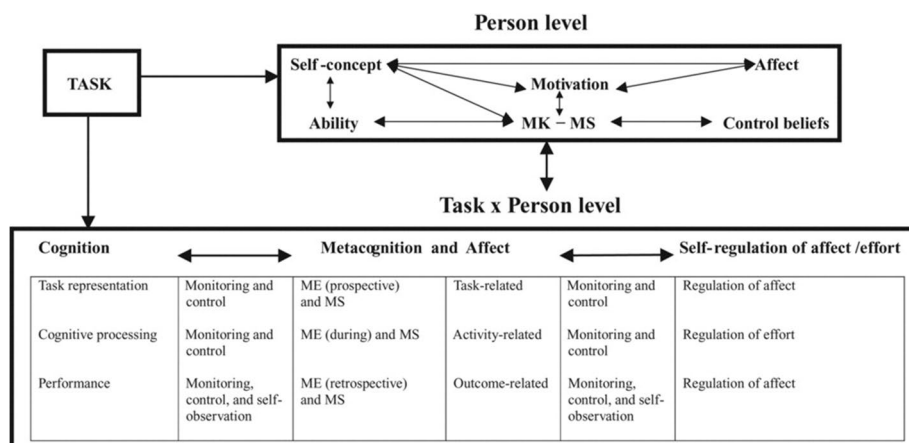 Person level
TASK
Self-concept
Affect
Motivation
Ability
MK – MS
Control beliefs
Task x Person level
Cognition
Metacognition and Affect
Self-regulation of affect /effort
Task representation
Monitoring and
control
ME (prospective)
and MS
Task-related
Monitoring and
control
Regulation of affect
Cognitive processing
Monitoring and
control
ME (during) and MS
Activity-related
Monitoring and
control
Regulation of effort
Performance
Monitoring,
control, and self-
observation
ME (retrospective)
and MS
Outcome-related
Monitoring,
control, and self-
observation
Regulation of affect